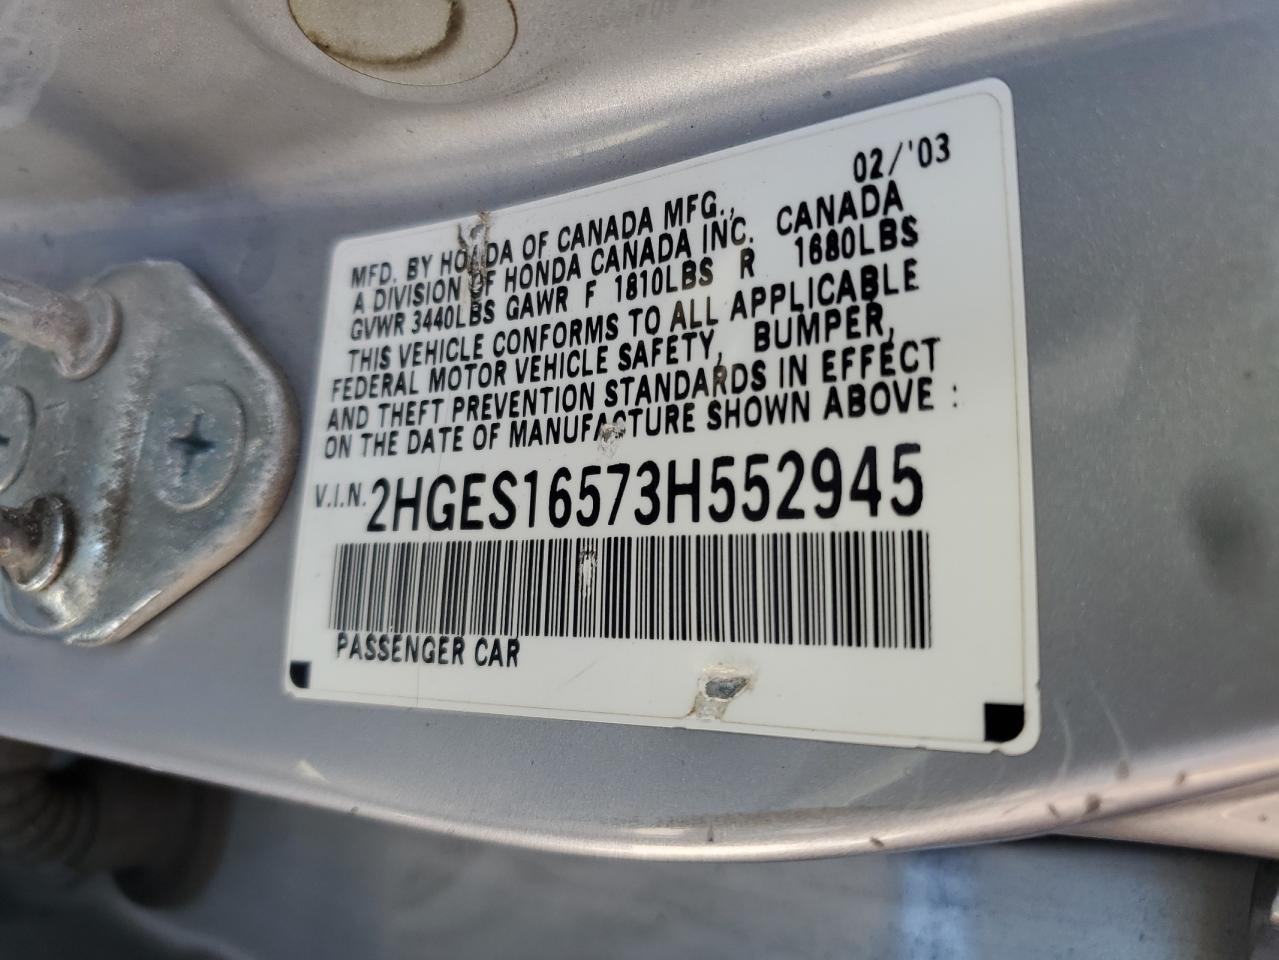 02/'03
MFD. BY HONDA OF CANADA MFG.,
A DIVISION OF HONDA CANADA INC. CANADA
GVWR 3440LBS GAWR F 1810LBS R 1680LBS
THIS VEHICLE CONFORMS TO ALL APPLICABLE
FEDERAL MOTOR VEHICLE SAFETY, BUMPER,
AND THEFT PREVENTION STANDARDS IN EFFECT
ON THE DATE OF MANUFACTURE SHOWN ABOVE :
V.I.N. 2HGES16573H552945
PASSENGER CAR